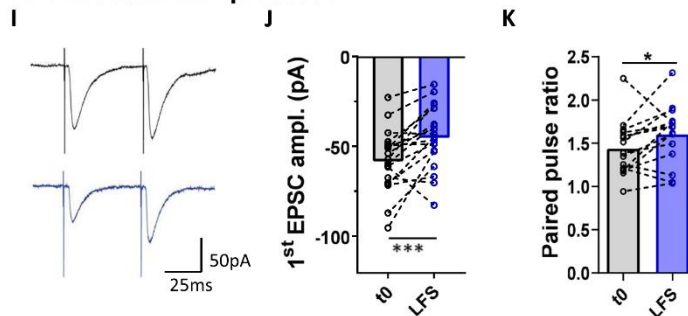 I
50pA
25ms
J
1st EPSC ampl. (pA)
0
-50
-100
***
t0
LFS
K
Paired pulse ratio
2.5
2.0
1.5
1.0
0.5
0.0
*
t0
LFS